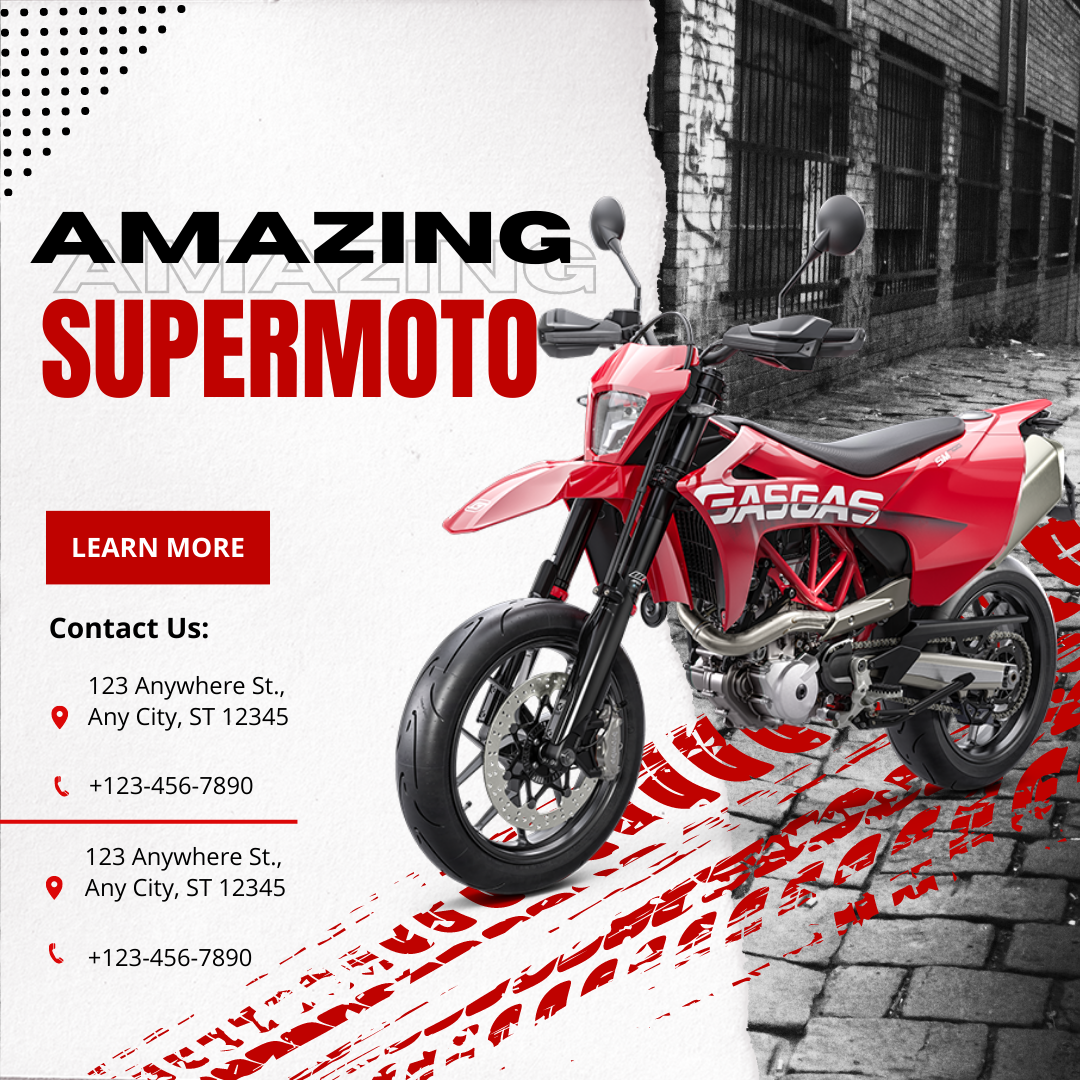 AMAZING
AMAZING
SUPERMOTO
GASGAS
LEARN MORE
Contact Us:
123 Anywhere St.,
Any City, ST 12345
+123-456-7890
123 Anywhere St.,
Any City, ST 12345
+123-456-7890